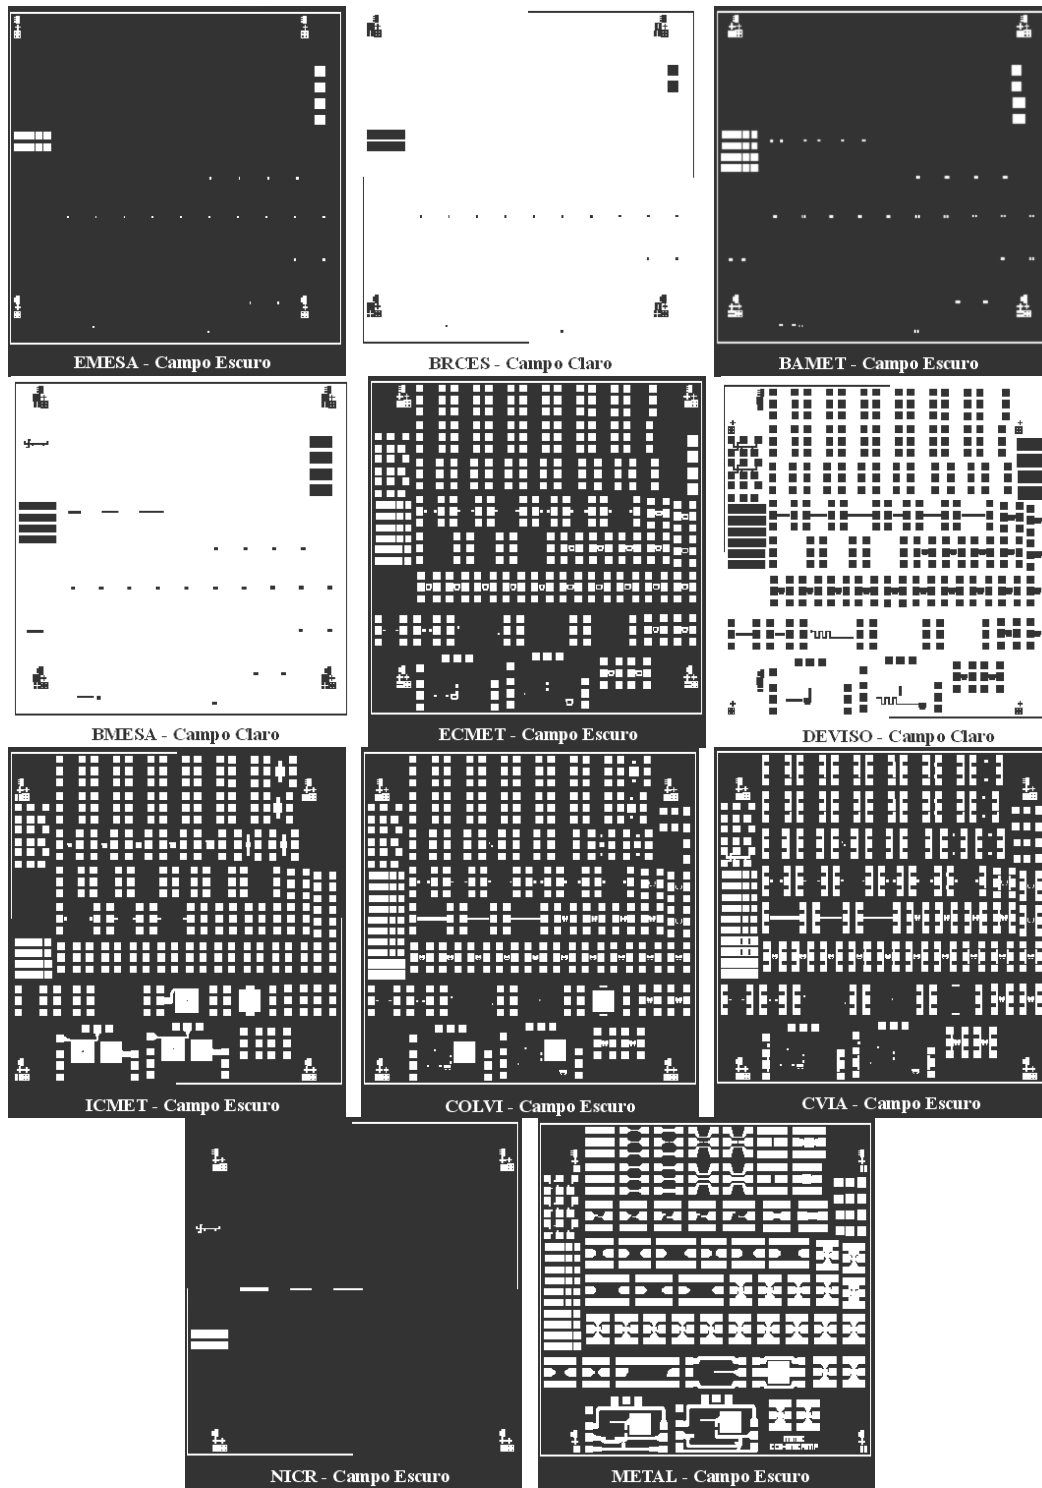 EMESA - Campo Escuro
BRCES - Campo Claro
BAMET - Campo Escuro
BMESA - Campo Claro
ECMET - Campo Escuro
DEVISO - Campo Claro
ICMET - Campo Escuro
COLVI - Campo Escuro
CVIA - Campo Escuro
NICR - Campo Escuro
METAL - Campo Escuro